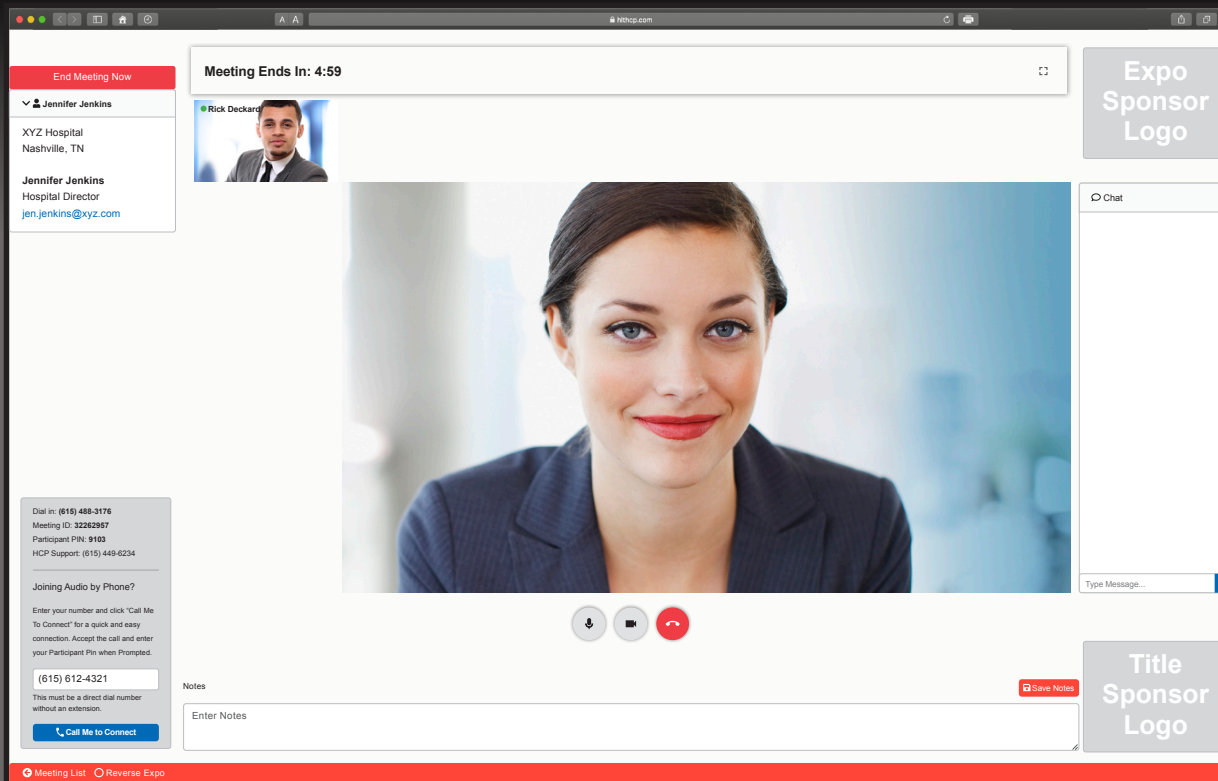 A A
hlthcp.com
End Meeting Now
Jennifer Jenkins
XYZ Hospital
Nashville, TN
Jennifer Jenkins
Hospital Director
jen.jenkins@xyz.com
Meeting Ends In: 4:59
Rick Deckard
Expo
Sponsor
Logo
Chat
Type Message...
Dial in: (615) 488-3176
Meeting ID: 32262957
Participant PIN: 9103
HCP Support: (615) 449-6234
Joining Audio by Phone?
Enter your number and click “Call Me
To Connect” for a quick and easy
connection. Accept the call and enter
your Participant Pin when Prompted.
(615) 612-4321
This must be a direct dial number
without an extension.
Call Me to Connect
Notes
Save Notes
Enter Notes
Title
Sponsor
Logo
Meeting List
Reverse Expo